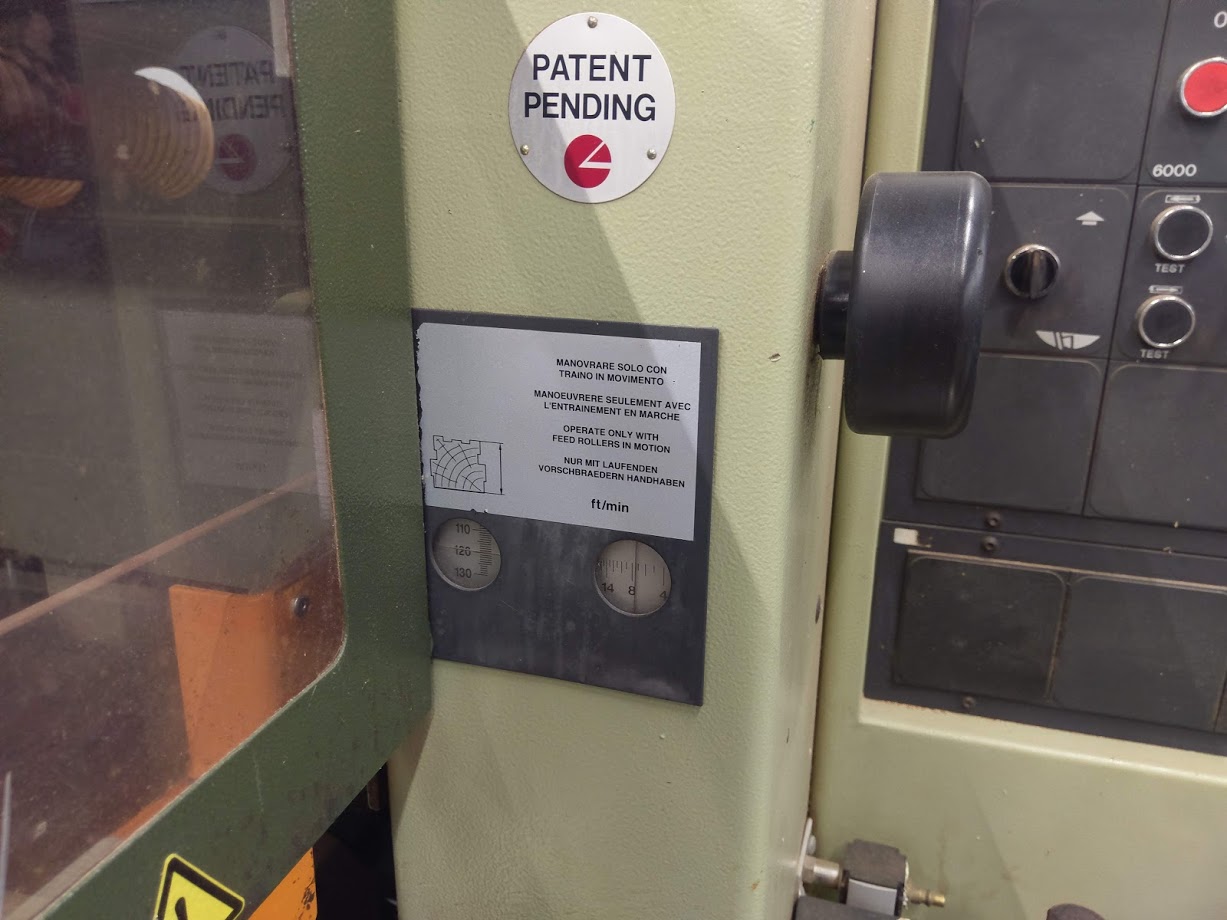 PATENT
PENDING
MANOVRARE SOLO CON
TRAINO IN MOVIMENTO
MANOEUVRERE SEULEMENT AVEC
L'ENTRAINEMENT EN MARCHE
OPERATE ONLY WITH
FEED ROLLERS IN MOTION
NUR MIT LAUFENDEN
VORSCHBRAEDERN HANDHABEN
ft/min
110
120
130
14 8 4
6000
TEST
TEST